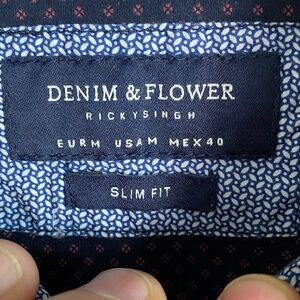 DENIM & FLOWER
RICKYSINGH
EURM USAM MEX40
SLIM FIT